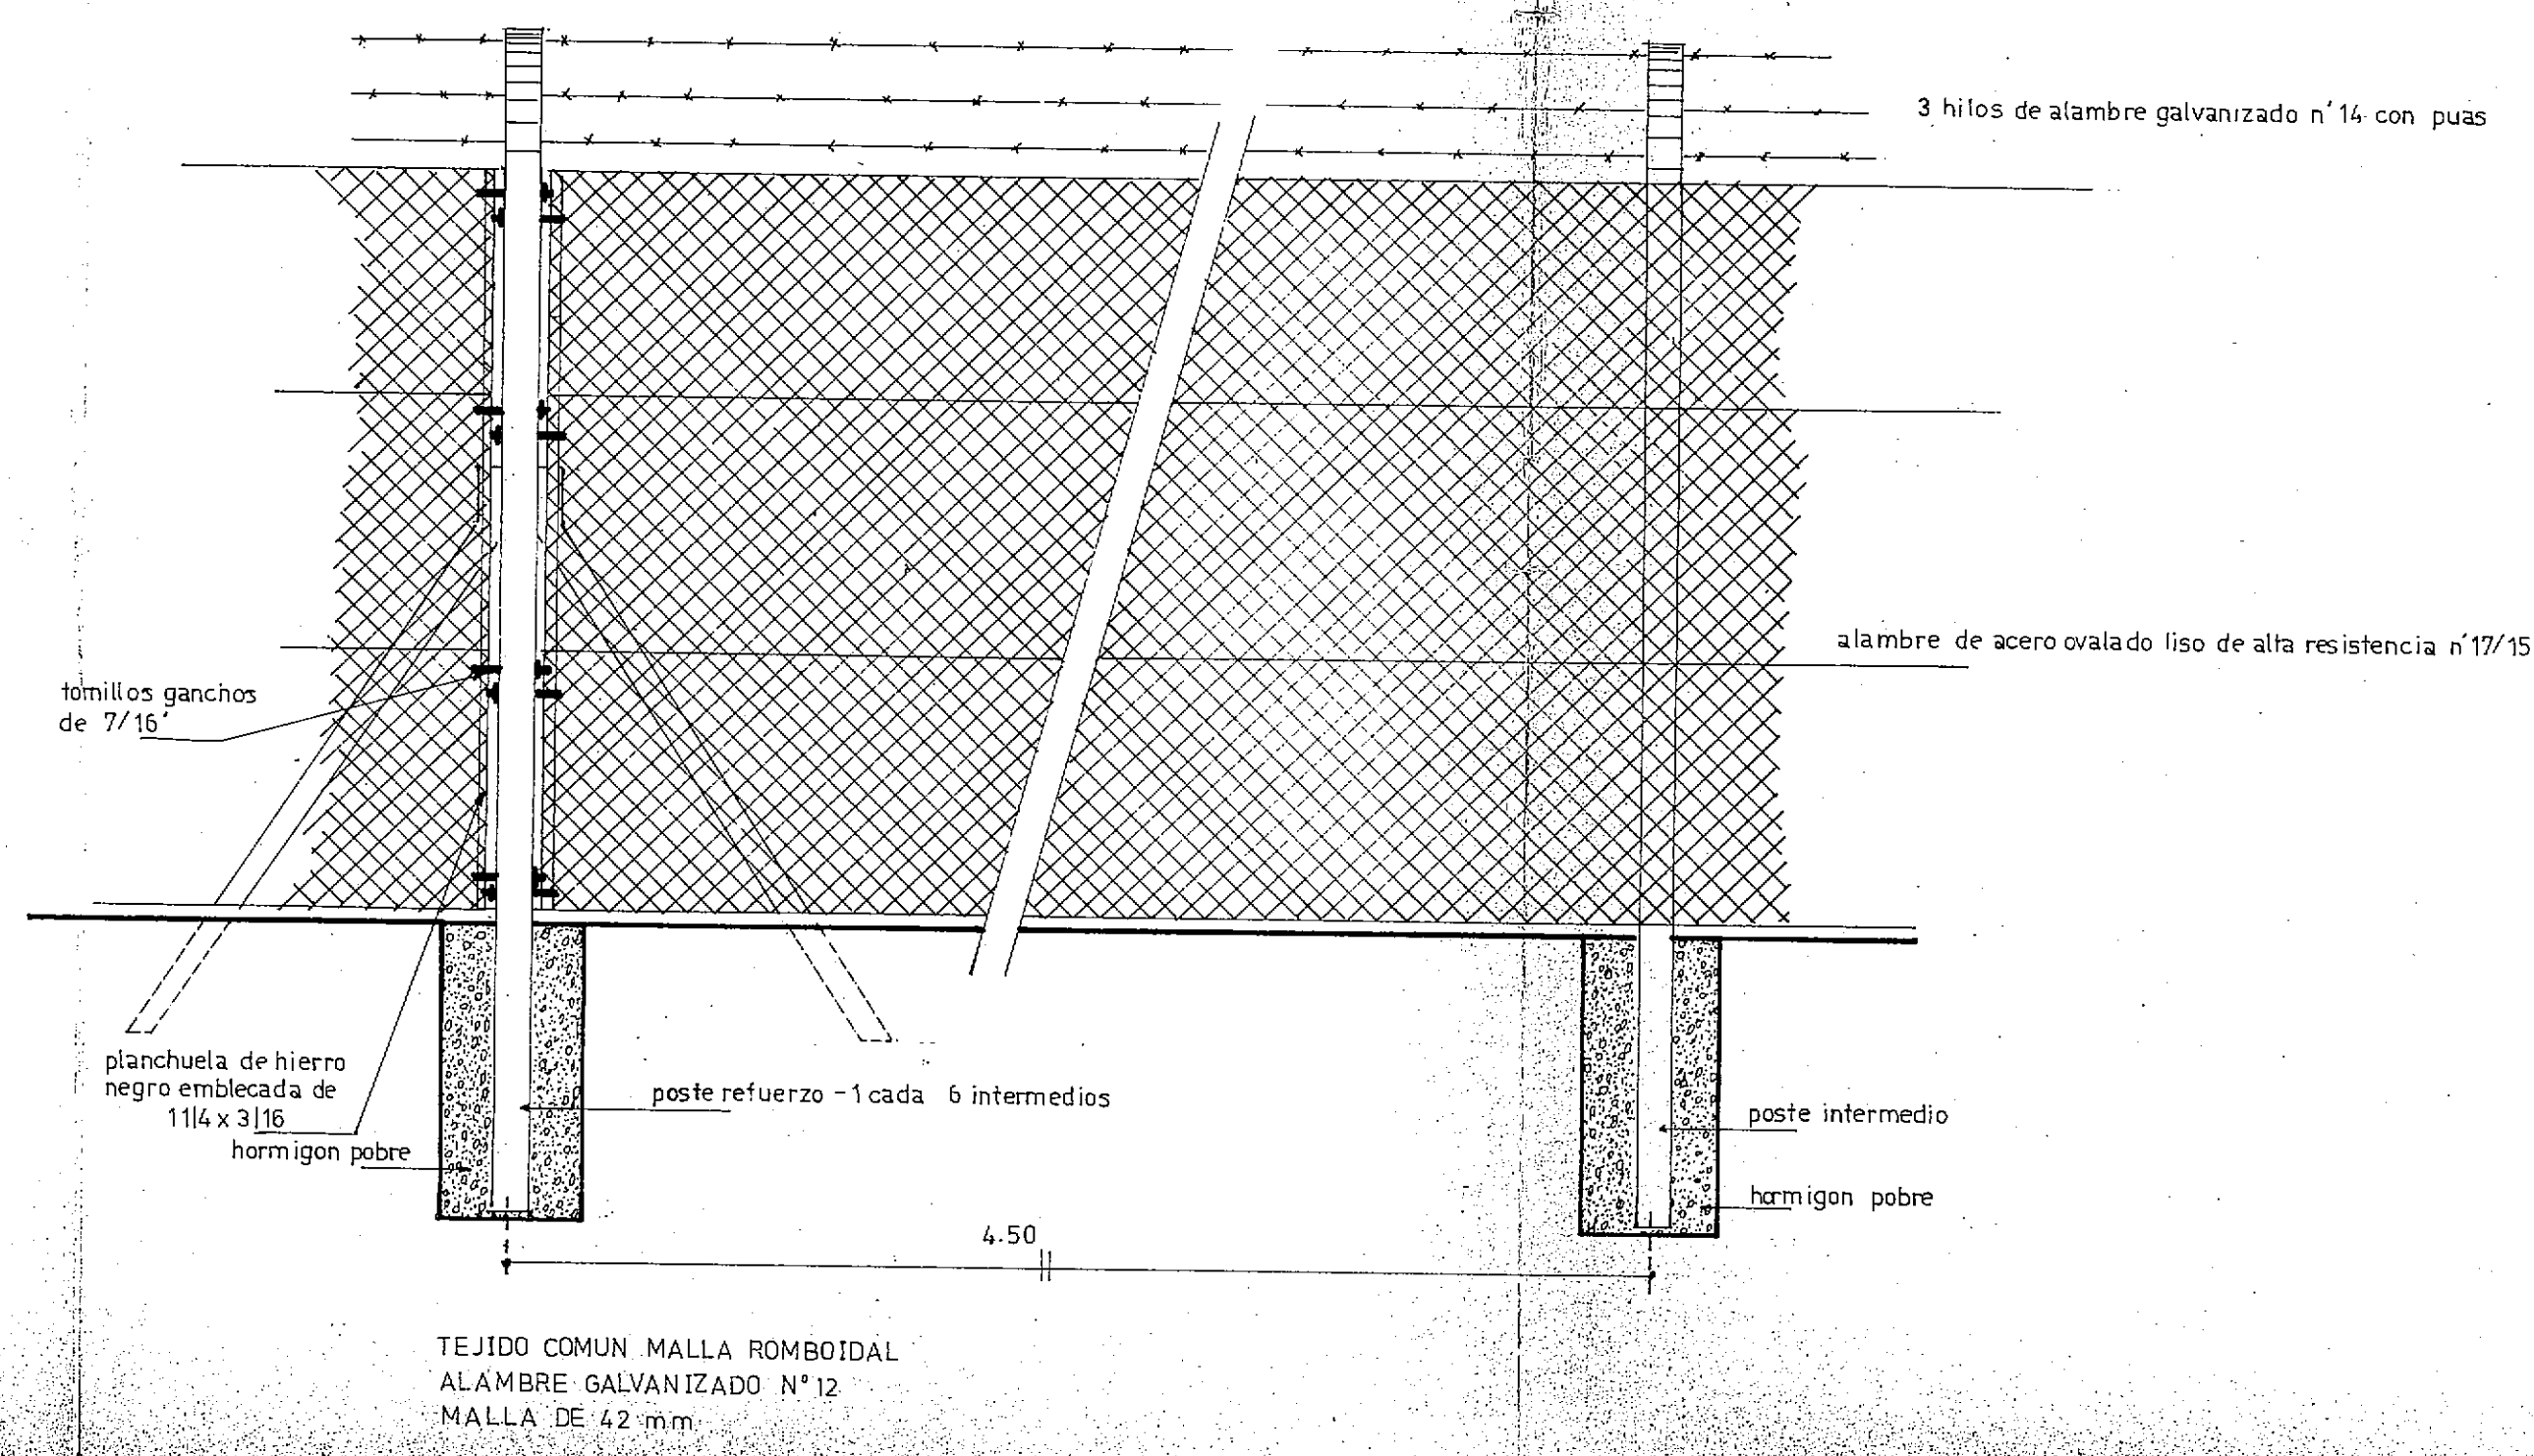 3 hilos de alambre galvanizado n'14 con puas
alambre de acero ovalado liso de alta resistencia n'17/15
tornillos ganchos
de 7/16'
planchuela de hierro
negro emblecada de
11|4 x 3|16
hormigon pobre
poste refuerzo - 1 cada 6 intermedios
poste intermedio
hormigon pobre
4.50
TEJIDO COMUN MALLA ROMBOIDAL
ALAMBRE GALVANIZADO N° 12
MALLA DE 42 mm